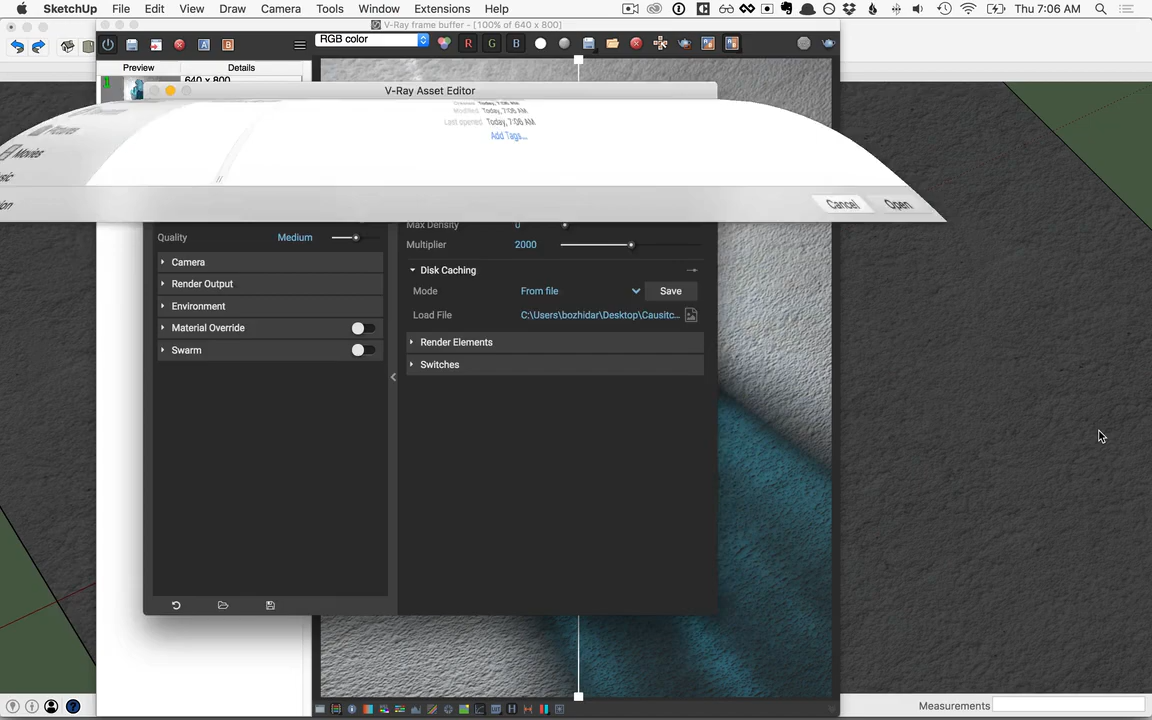 SketchUp File Edit View Draw Camera Tools Window Extensions Help Thu 7:06 AM
V-Ray frame buffer - [100% of 640 x 800]
RGB color R G B
A B
Preview Details
640 x 800
V-Ray Asset Editor
Modified Today, 7:06 AM
Last opened Today, 7:06 AM
Add Tags...
Pictures
Movies
Cancel Open
Max Density 0
Quality Medium
Multiplier 2000
Camera
Disk Caching
Render Output
Mode From file Save
Environment
Load File C:\Users\bozhidar\Desktop\Causitc...
Material Override
Render Elements
Swarm
Switches
Measurements